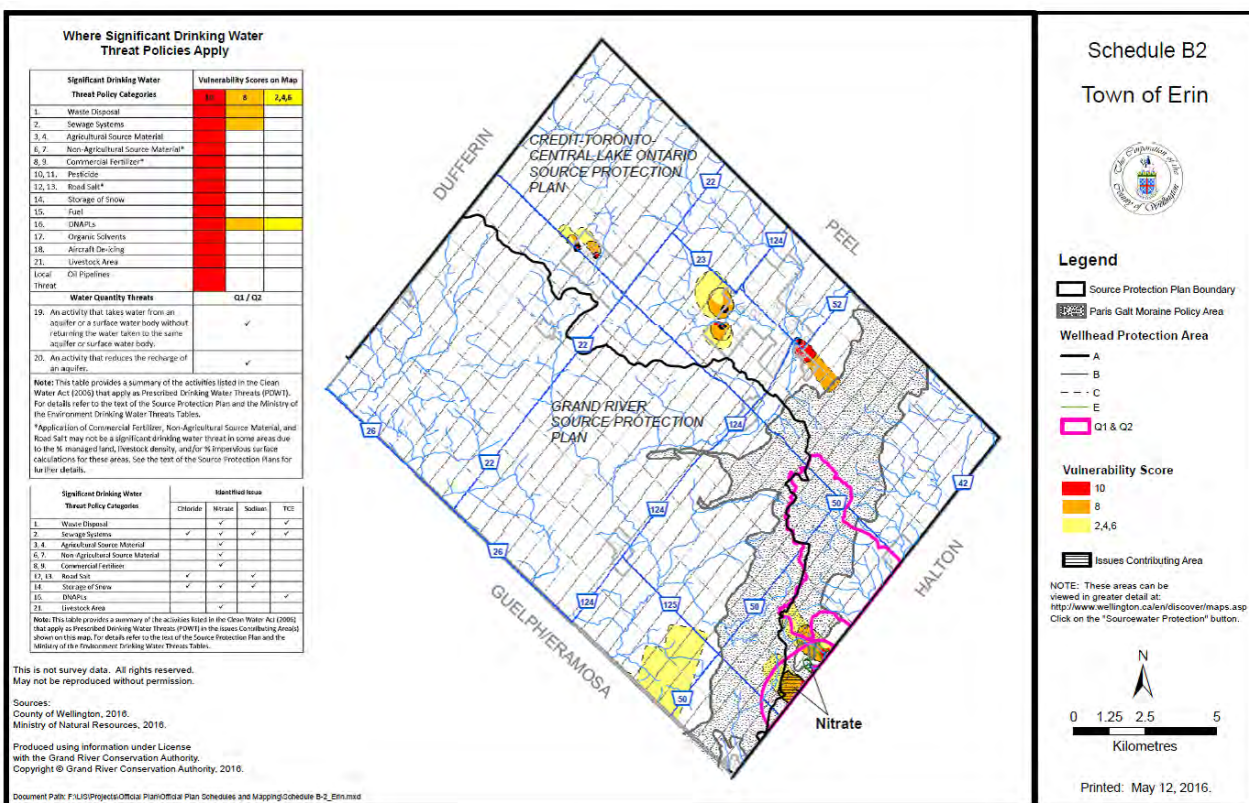 Where Significant Drinking Water
Threat Policies Apply
Significant Drinking Water
Threat Policy Categories
Vulnerability Scores on Map
10 8 2,4,6
1. Waste Disposal
2. Sewage Systems
3, 4. Agricultural Source Material
6, 7. Non-Agricultural Source Material*
8, 9. Commercial Fertilizer*
10, 11. Pesticide
12, 13. Road Salt*
14. Storage of Snow
15. Fuel
16. DNAPLs
17. Organic Solvents
18. Aircraft De-icing
21. Livestock Area
Local Threat Oil Pipelines
Water Quantity Threats Q1 / Q2
19. An activity that takes water from an
aquifer or a surface water body without
returning the water taken to the same
aquifer or surface water body. ✓
20. An activity that reduces the recharge of
an aquifer. ✓
Note: This table provides a summary of the activities listed in the Clean
Water Act (2006) that apply as Prescribed Drinking Water Threats (PDWT).
For details refer to the text of the Source Protection Plan and the Ministry of
the Environment Drinking Water Threats Tables.
*Application of Commercial Fertilizer, Non-Agricultural Source Material, and
Road Salt may not be a significant drinking water threat in some areas due
to the % managed land, livestock density, and/or % impervious surface
calculations for these areas. See the text of the Source Protection Plans for
further details.
Significant Drinking Water
Threat Policy Categories
Identified Issue
Chloride Nitrate Sodium TCE
1. Waste Disposal ✓ ✓
2. Sewage Systems ✓ ✓ ✓ ✓
3, 4. Agricultural Source Material ✓
6, 7. Non-Agricultural Source Material ✓
8, 9. Commercial Fertilizer ✓
12, 13. Road Salt ✓ ✓
14. Storage of Snow ✓ ✓ ✓
16. DNAPLs ✓
21. Livestock Area ✓
Note: This table provides a summary of the activities listed in the Clean Water Act (2006)
that apply as Prescribed Drinking Water Threats (PDWT) in the Issues Contributing Area(s)
shown on this map. For details refer to the text of the Source Protection Plan and the
Ministry of the Environment Drinking Water Threats Tables.
This is not survey data. All rights reserved.
May not be reproduced without permission.
Sources:
County of Wellington, 2016.
Ministry of Natural Resources, 2016.
Produced using information under License
with the Grand River Conservation Authority.
Copyright © Grand River Conservation Authority, 2016.
Document Path: F:\LIS\Projects\Official Plan\Official Plan Schedules and Mapping\Schedule B-2_Erin.mxd
DUFFERIN
CREDIT-TORONTO-
CENTRAL LAKE ONTARIO
SOURCE PROTECTION
PLAN
22
PEEL
124
23
52
22
GRAND RIVER
SOURCE PROTECTION
PLAN
124
26
22
42
50
124
HALTON
26
124
125
50
GUELPH/ERAMOSA
50
Nitrate
Schedule B2
Town of Erin
The Corporation of the
County of Wellington
Legend
Source Protection Plan Boundary
Paris Galt Moraine Policy Area
Wellhead Protection Area
A
B
C
E
Q1 & Q2
Vulnerability Score
10
8
2,4,6
Issues Contributing Area
NOTE: These areas can be
viewed in greater detail at:
http://www.wellington.ca/en/discover/maps.asp
Click on the "Sourcewater Protection" button.
N
0 1.25 2.5 5
Kilometres
Printed: May 12, 2016.